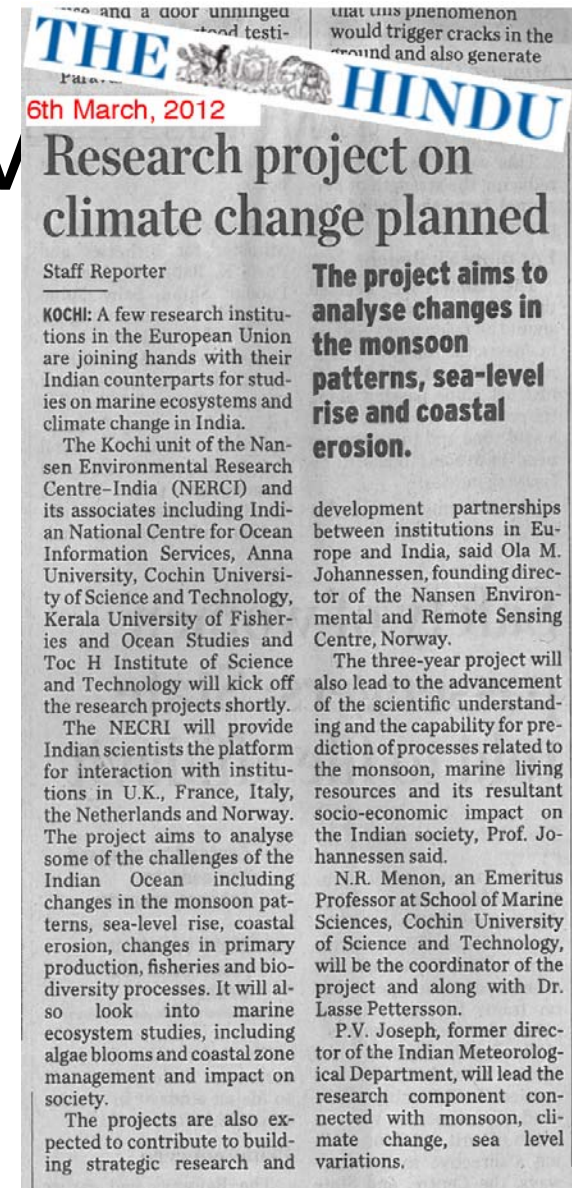 and a door unhinged
testi-
that this phenomenon
would trigger cracks in the
ground and also generate
THE HINDU
6th March, 2012
Research project on
climate change planned
Staff Reporter
KOCHI: A few research institu-
tions in the European Union
are joining hands with their
Indian counterparts for stud-
ies on marine ecosystems and
climate change in India.
The Kochi unit of the Nan-
sen Environmental Research
Centre–India (NERCI) and
its associates including Indi-
an National Centre for Ocean
Information Services, Anna
University, Cochin Universi-
ty of Science and Technology,
Kerala University of Fisher-
ies and Ocean Studies and
Toc H Institute of Science
and Technology will kick off
the research projects shortly.
The NECRI will provide
Indian scientists the platform
for interaction with institu-
tions in U.K., France, Italy,
the Netherlands and Norway.
The project aims to analyse
some of the challenges of the
Indian Ocean including
changes in the monsoon pat-
terns, sea-level rise, coastal
erosion, changes in primary
production, fisheries and bio-
diversity processes. It will al-
so look into marine
ecosystem studies, including
algae blooms and coastal zone
management and impact on
society.
The projects are also ex-
pected to contribute to build-
ing strategic research and
The project aims to
analyse changes in
the monsoon
patterns, sea-level
rise and coastal
erosion.
development partnerships
between institutions in Eu-
rope and India, said Ola M.
Johannessen, founding direc-
tor of the Nansen Environ-
mental and Remote Sensing
Centre, Norway.
The three-year project will
also lead to the advancement
of the scientific understand-
ing and the capability for pre-
diction of processes related to
the monsoon, marine living
resources and its resultant
socio-economic impact on
the Indian society, Prof. Jo-
hannessen said.
N.R. Menon, an Emeritus
Professor at School of Marine
Sciences, Cochin University
of Science and Technology,
will be the coordinator of the
project and along with Dr.
Lasse Pettersson.
P.V. Joseph, former direc-
tor of the Indian Meteorolog-
ical Department, will lead the
research component con-
nected with monsoon, cli-
mate change, sea level
variations.